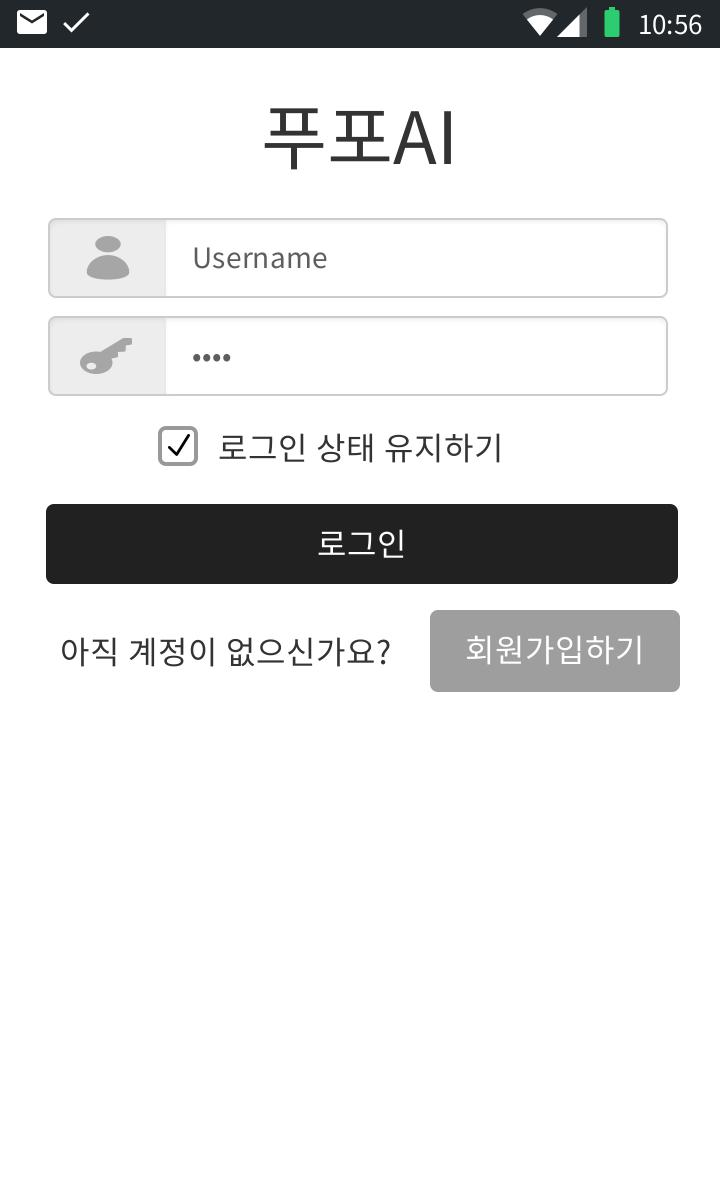 10:56
푸포AI
Username
••••
로그인 상태 유지하기
로그인
아직 계정이 없으신가요?
회원가입하기